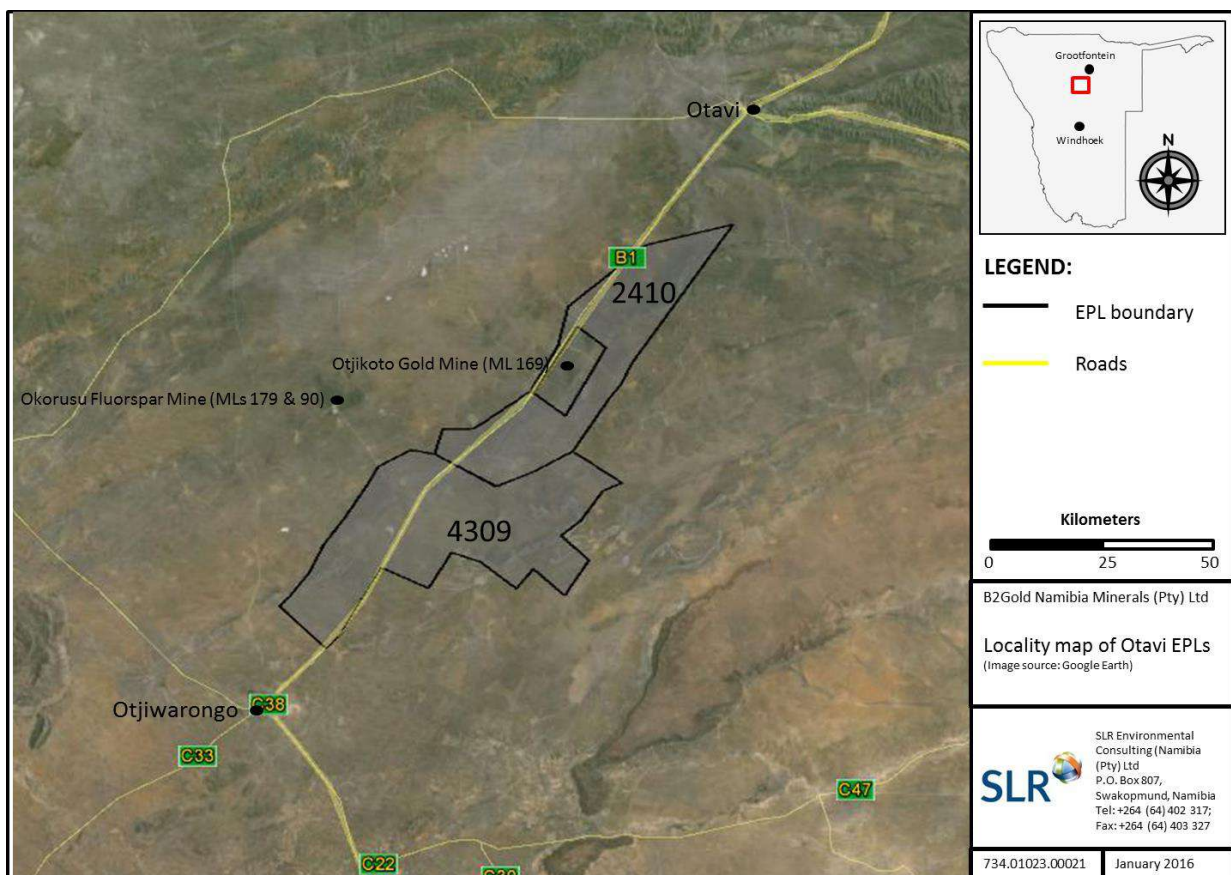 Otavi
B1
2410
Otjikoto Gold Mine (ML 169)
Okorusu Fluorspar Mine (MLs 179 & 90)
4309
Otjiwarongo
C38
C33
C47
C22
Grootfontein
Windhoek
N
LEGEND:
EPL boundary
Roads
Kilometers
0 25 50
B2Gold Namibia Minerals (Pty) Ltd
Locality map of Otavi EPLs
(Image source: Google Earth)
SLR
SLR Environmental
Consulting (Namibia
(Pty) Ltd
P.O. Box 807,
Swakopmund, Namibia
Tel: +264 (64) 402 317;
Fax: +264 (64) 403 327
734.01023.00021
January 2016